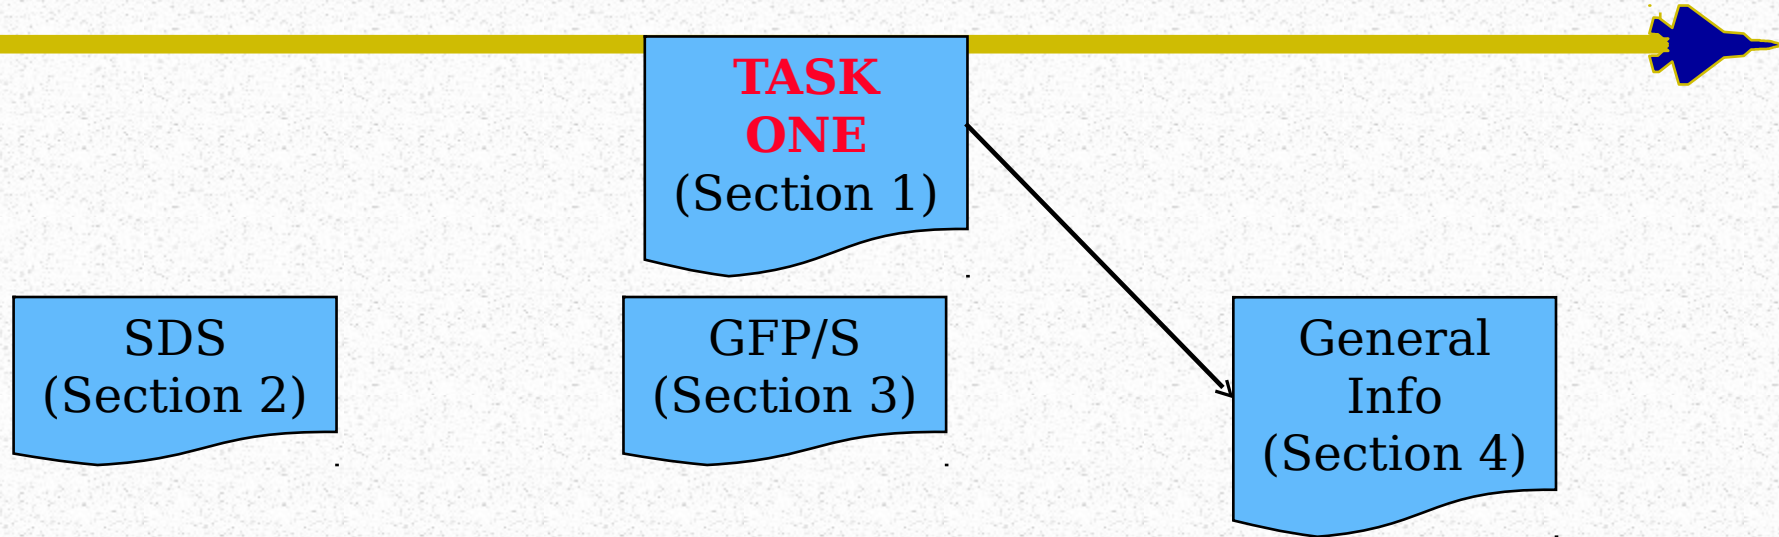 TASK
ONE
(Section 1)
SDS
(Section 2)
GFP/S
(Section 3)
General
Info
(Section 4)